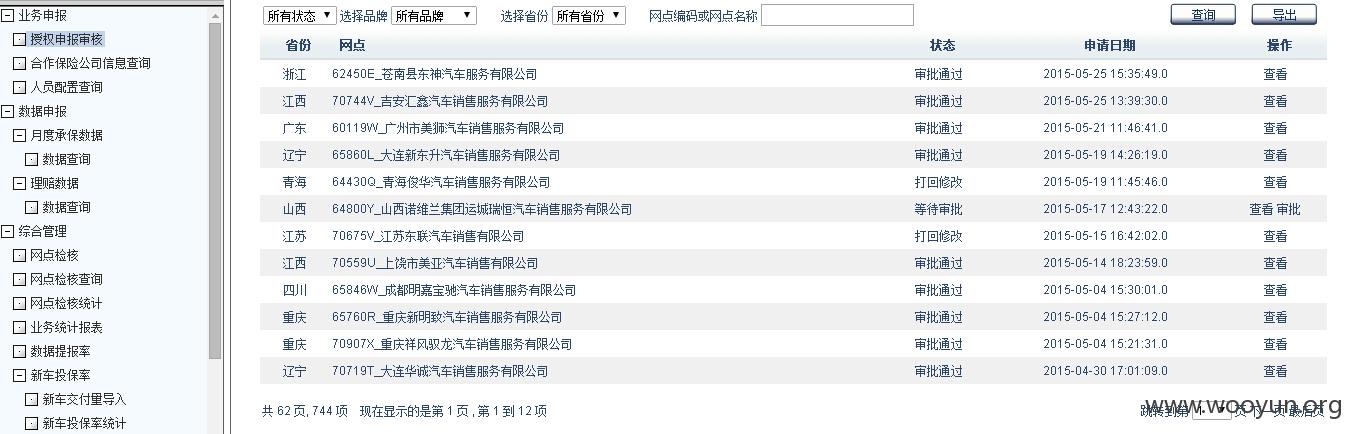 业务申报
授权申报审核
合作保险公司信息查询
人员配置查询
数据申报
月度承保数据
数据查询
理赔数据
数据查询
综合管理
网点检核
网点检核查询
网点检核统计
业务统计报表
数据提报率
新车投保率
新车交付量导入
新车投保率统计
所有状态 选择品牌 所有品牌 选择省份 所有省份 网点编码或网点名称 查询 导出
省份 网点 状态 申请日期 操作
浙江 62450E_苍南县东神汽车服务有限公司 审批通过 2015-05-25 15:35:49.0 查看
江西 70744V_吉安汇鑫汽车销售服务有限公司 审批通过 2015-05-25 13:39:30.0 查看
广东 60119W_广州市美狮汽车销售服务有限公司 审批通过 2015-05-21 11:46:41.0 查看
辽宁 65860L_大连新东升汽车销售服务有限公司 审批通过 2015-05-19 14:26:19.0 查看
青海 64430Q_青海俊华汽车销售服务有限公司 打回修改 2015-05-19 11:45:46.0 查看
山西 64800Y_山西诺维兰集团运城瑞恒汽车销售服务有限公司 等待审批 2015-05-17 12:43:22.0 查看 审批
江苏 70675V_江苏东联汽车销售有限公司 打回修改 2015-05-15 16:42:02.0 查看
江西 70559U_上饶市美亚汽车销售有限公司 审批通过 2015-05-14 18:23:59.0 查看
四川 65846W_成都明嘉宝驰汽车销售服务有限公司 审批通过 2015-05-04 15:30:01.0 查看
重庆 65760R_重庆新明致汽车销售服务有限公司 审批通过 2015-05-04 15:27:12.0 查看
重庆 70907X_重庆祥风驭龙汽车销售服务有限公司 审批通过 2015-05-04 15:21:31.0 查看
辽宁 70719T_大连华诚汽车销售服务有限公司 审批通过 2015-04-30 17:01:09.0 查看
共 62 页, 744 项 现在显示的是第 1 页 , 第 1 到 12 项 跳转到第 1 页 下一页 最后页
www.wooyun.org